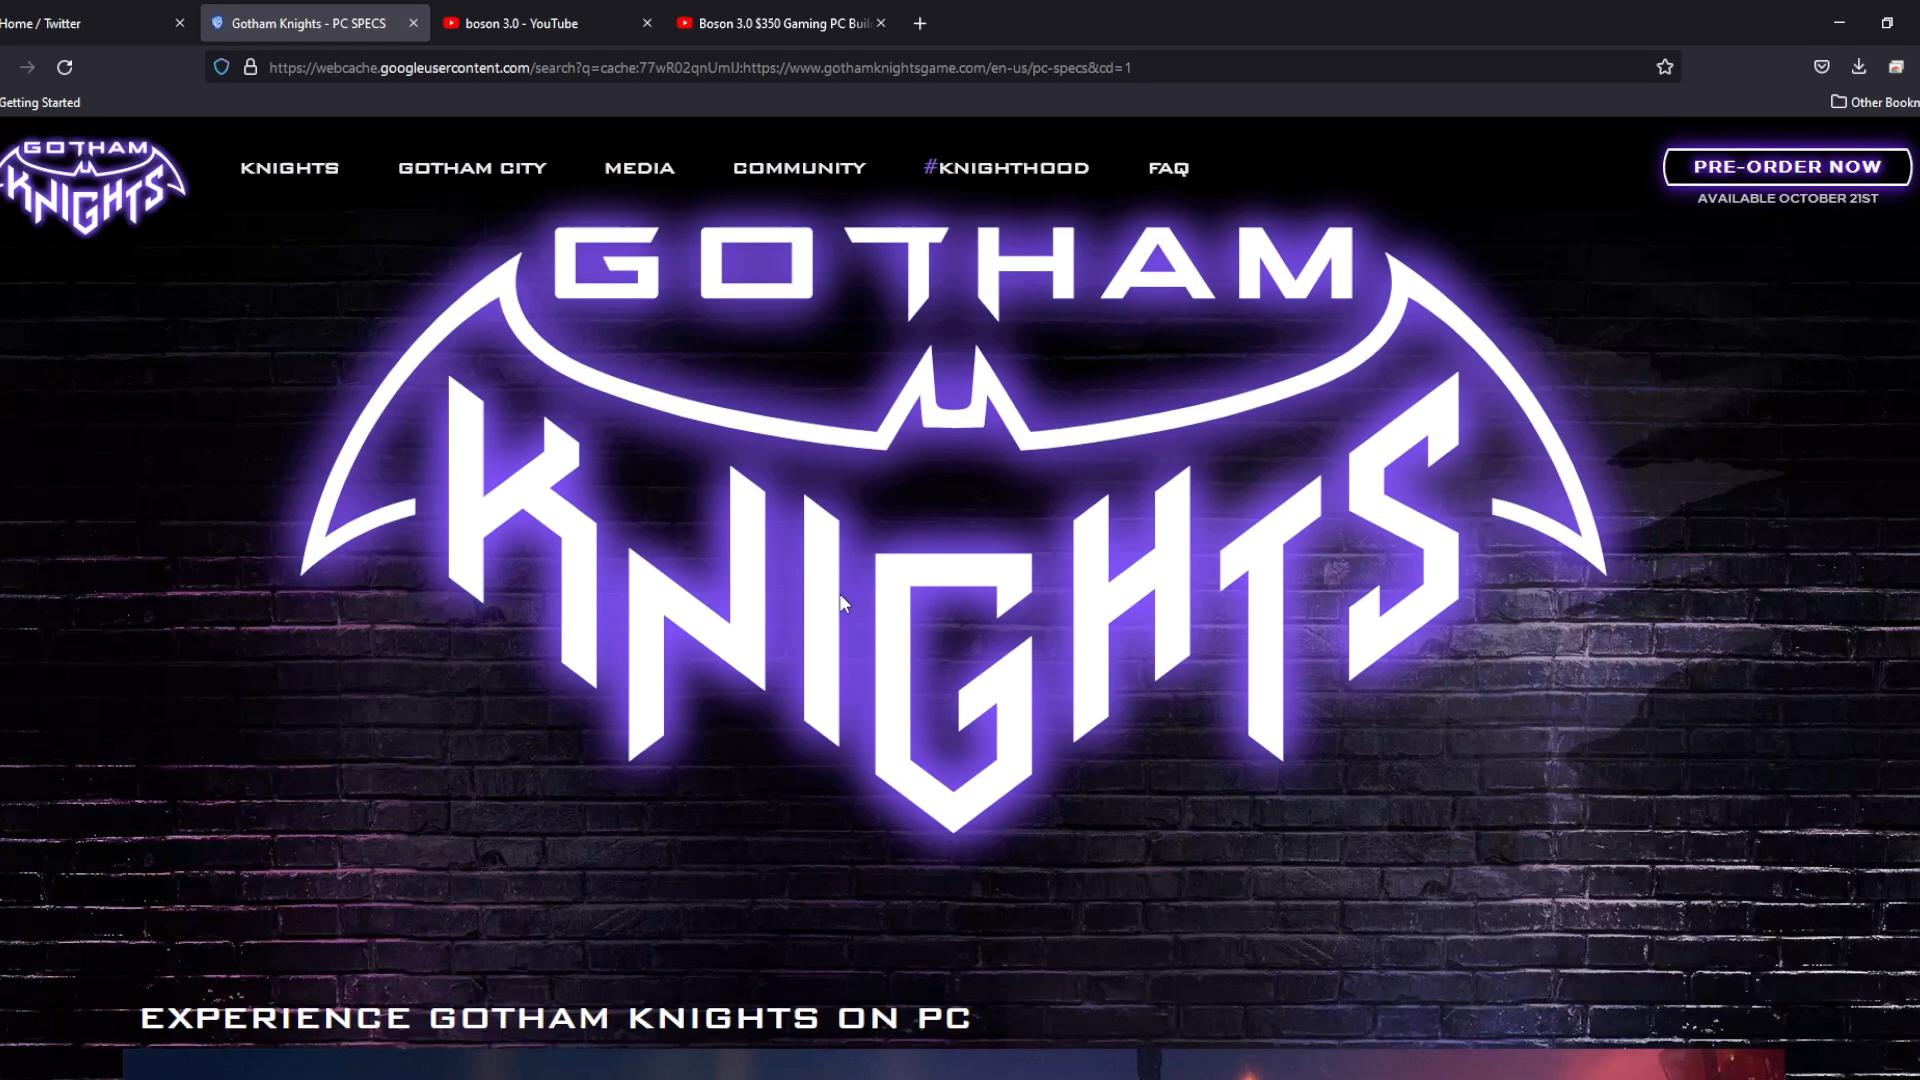 Home / Twitter
Gotham Knights - PC SPECS
boson 3.0 - YouTube
Boson 3.0 $350 Gaming PC Buil
https://webcache.googleusercontent.com/search?q=cache:77wR02qnUmIJ:https://www.gothamknightsgame.com/en-us/pc-specs&cd=1
Getting Started
Other Bookm
GOTHAM
KNIGHTS
KNIGHTS
GOTHAM CITY
MEDIA
COMMUNITY
#KNIGHTHOOD
FAQ
PRE-ORDER NOW
AVAILABLE OCTOBER 21ST
GOTHAM
KNIGHTS
EXPERIENCE GOTHAM KNIGHTS ON PC